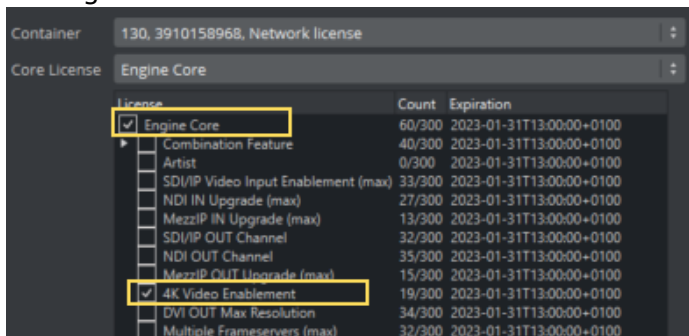 Container 130, 3910158968, Network license
Core License Engine Core
License Count Expiration
Engine Core 60/300 2023-01-31T13:00:00+0100
Combination Feature 40/300 2023-01-31T13:00:00+0100
Artist 0/300 2023-01-31T13:00:00+0100
SDI/IP Video Input Enablement (max) 33/300 2023-01-31T13:00:00+0100
NDI IN Upgrade (max) 27/300 2023-01-31T13:00:00+0100
MezzIP IN Upgrade (max) 13/300 2023-01-31T13:00:00+0100
SDI/IP OUT Channel 32/300 2023-01-31T13:00:00+0100
NDI OUT Channel 35/300 2023-01-31T13:00:00+0100
MezzIP OUT Upgrade (max) 15/300 2023-01-31T13:00:00+0100
4K Video Enablement 19/300 2023-01-31T13:00:00+0100
DVI OUT Max Resolution 34/300 2023-01-31T13:00:00+0100
Multiple Frameservers (max) 32/300 2023-01-31T13:00:00+0100